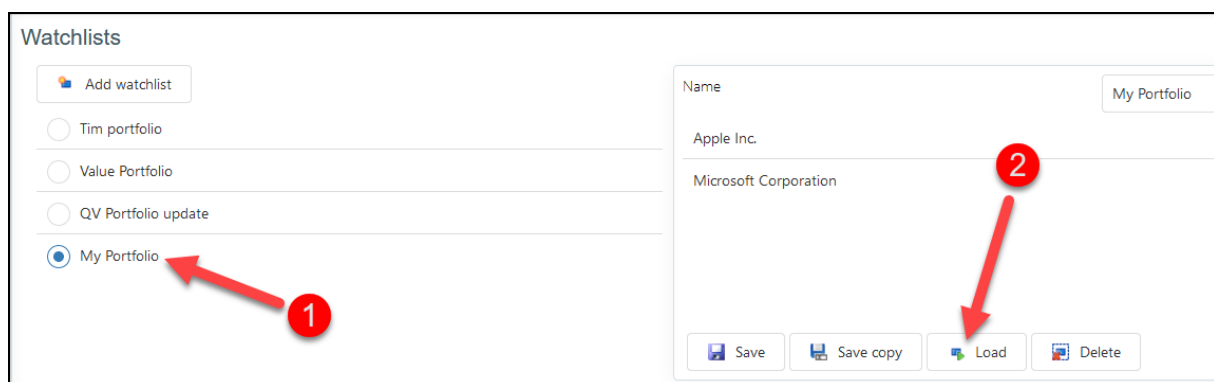 Watchlists
Add watchlist
Tim portfolio
Value Portfolio
QV Portfolio update
My Portfolio
1
Name
My Portfolio
Apple Inc.
2
Microsoft Corporation
Save
Save copy
Load
Delete